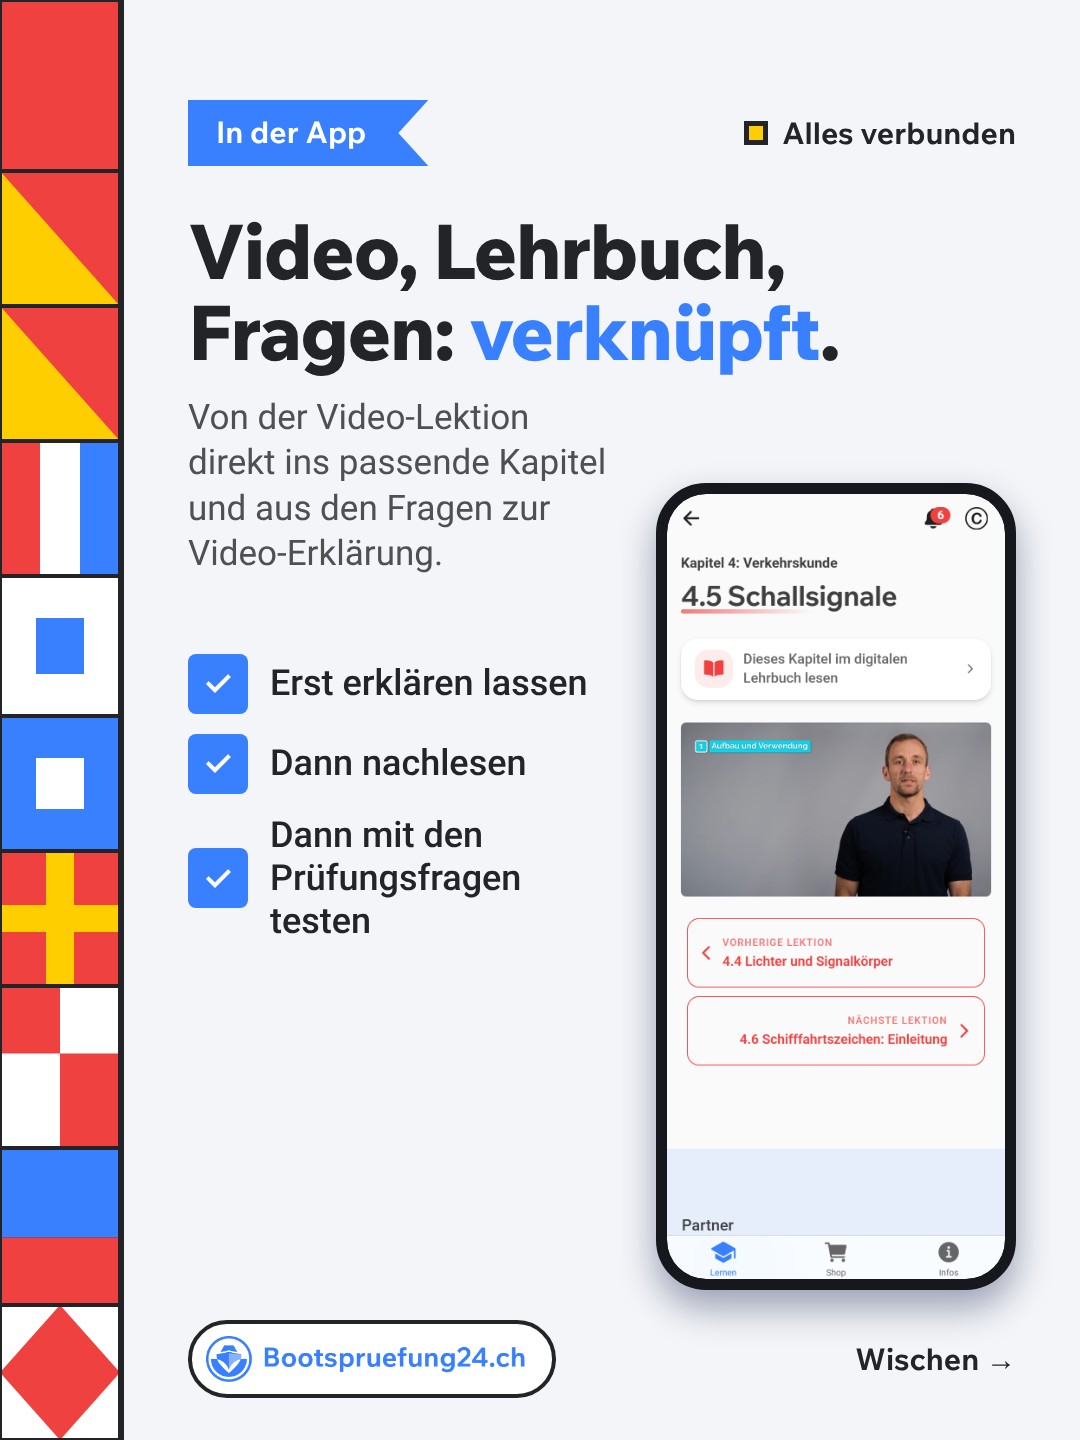 In der App
Alles verbunden
Video, Lehrbuch,
Fragen: verknüpft.
Von der Video-Lektion
direkt ins passende Kapitel
und aus den Fragen zur
Video-Erklärung.
Erst erklären lassen
Dann nachlesen
Dann mit den
Prüfungsfragen
testen
6
C
Kapitel 4: Verkehrskunde
4.5 Schallsignale
Dieses Kapitel im digitalen
Lehrbuch lesen
1 Aufbau und Verwendung
VORHERIGE LEKTION
4.4 Lichter und Signalkörper
NÄCHSTE LEKTION
4.6 Schifffahrtszeichen: Einleitung
Partner
Lernen
Shop
Infos
Bootspruefung24.ch
Wischen →